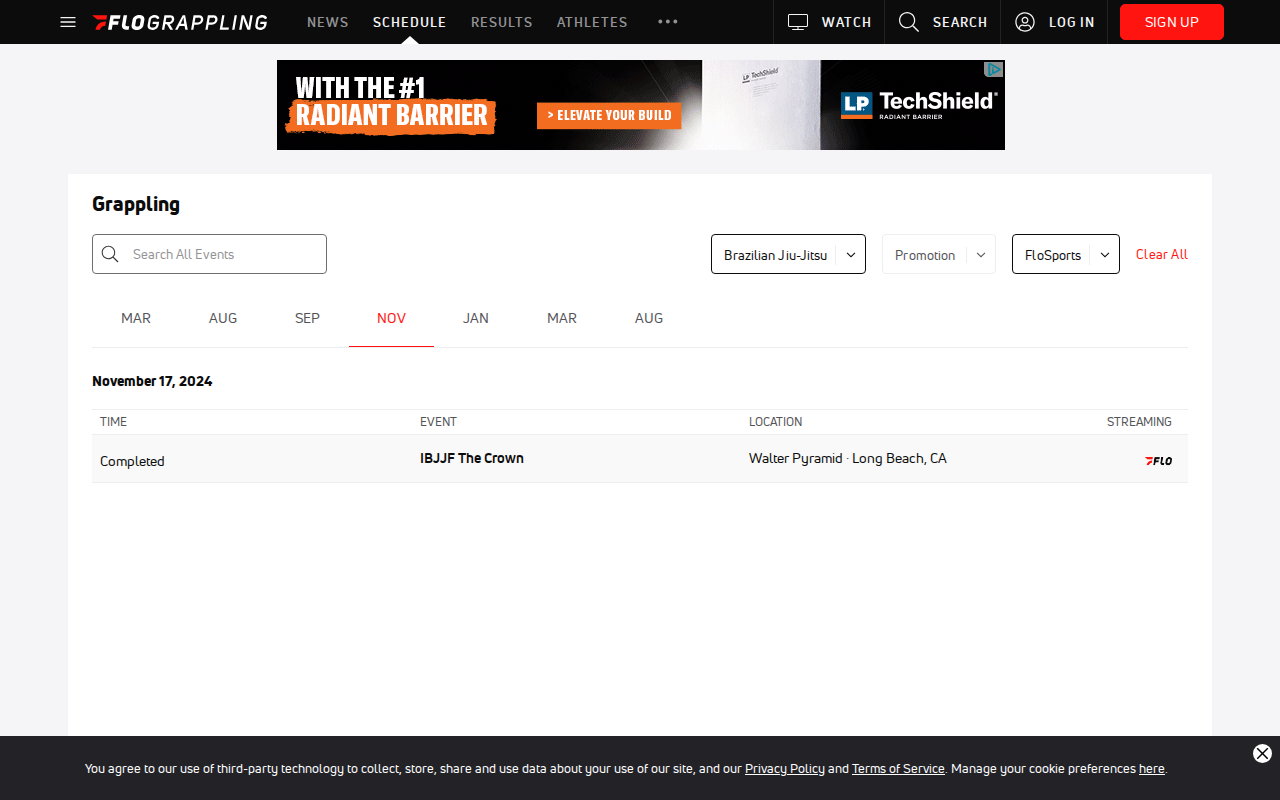 FLOGRAPPLING NEWS SCHEDULE RESULTS ATHLETES WATCH SEARCH LOG IN SIGN UP
WITH THE #1
RADIANT BARRIER
> ELEVATE YOUR BUILD
LP TechShield
LP TechShield®
RADIANT BARRIER
Grappling
Search All Events Brazilian Jiu-Jitsu Promotion FloSports Clear All
MAR AUG SEP NOV JAN MAR AUG
November 17, 2024
TIME EVENT LOCATION STREAMING
Completed IBJJF The Crown Walter Pyramid · Long Beach, CA FLO
You agree to our use of third-party technology to collect, store, share and use data about your use of our site, and our Privacy Policy and Terms of Service. Manage your cookie preferences here.